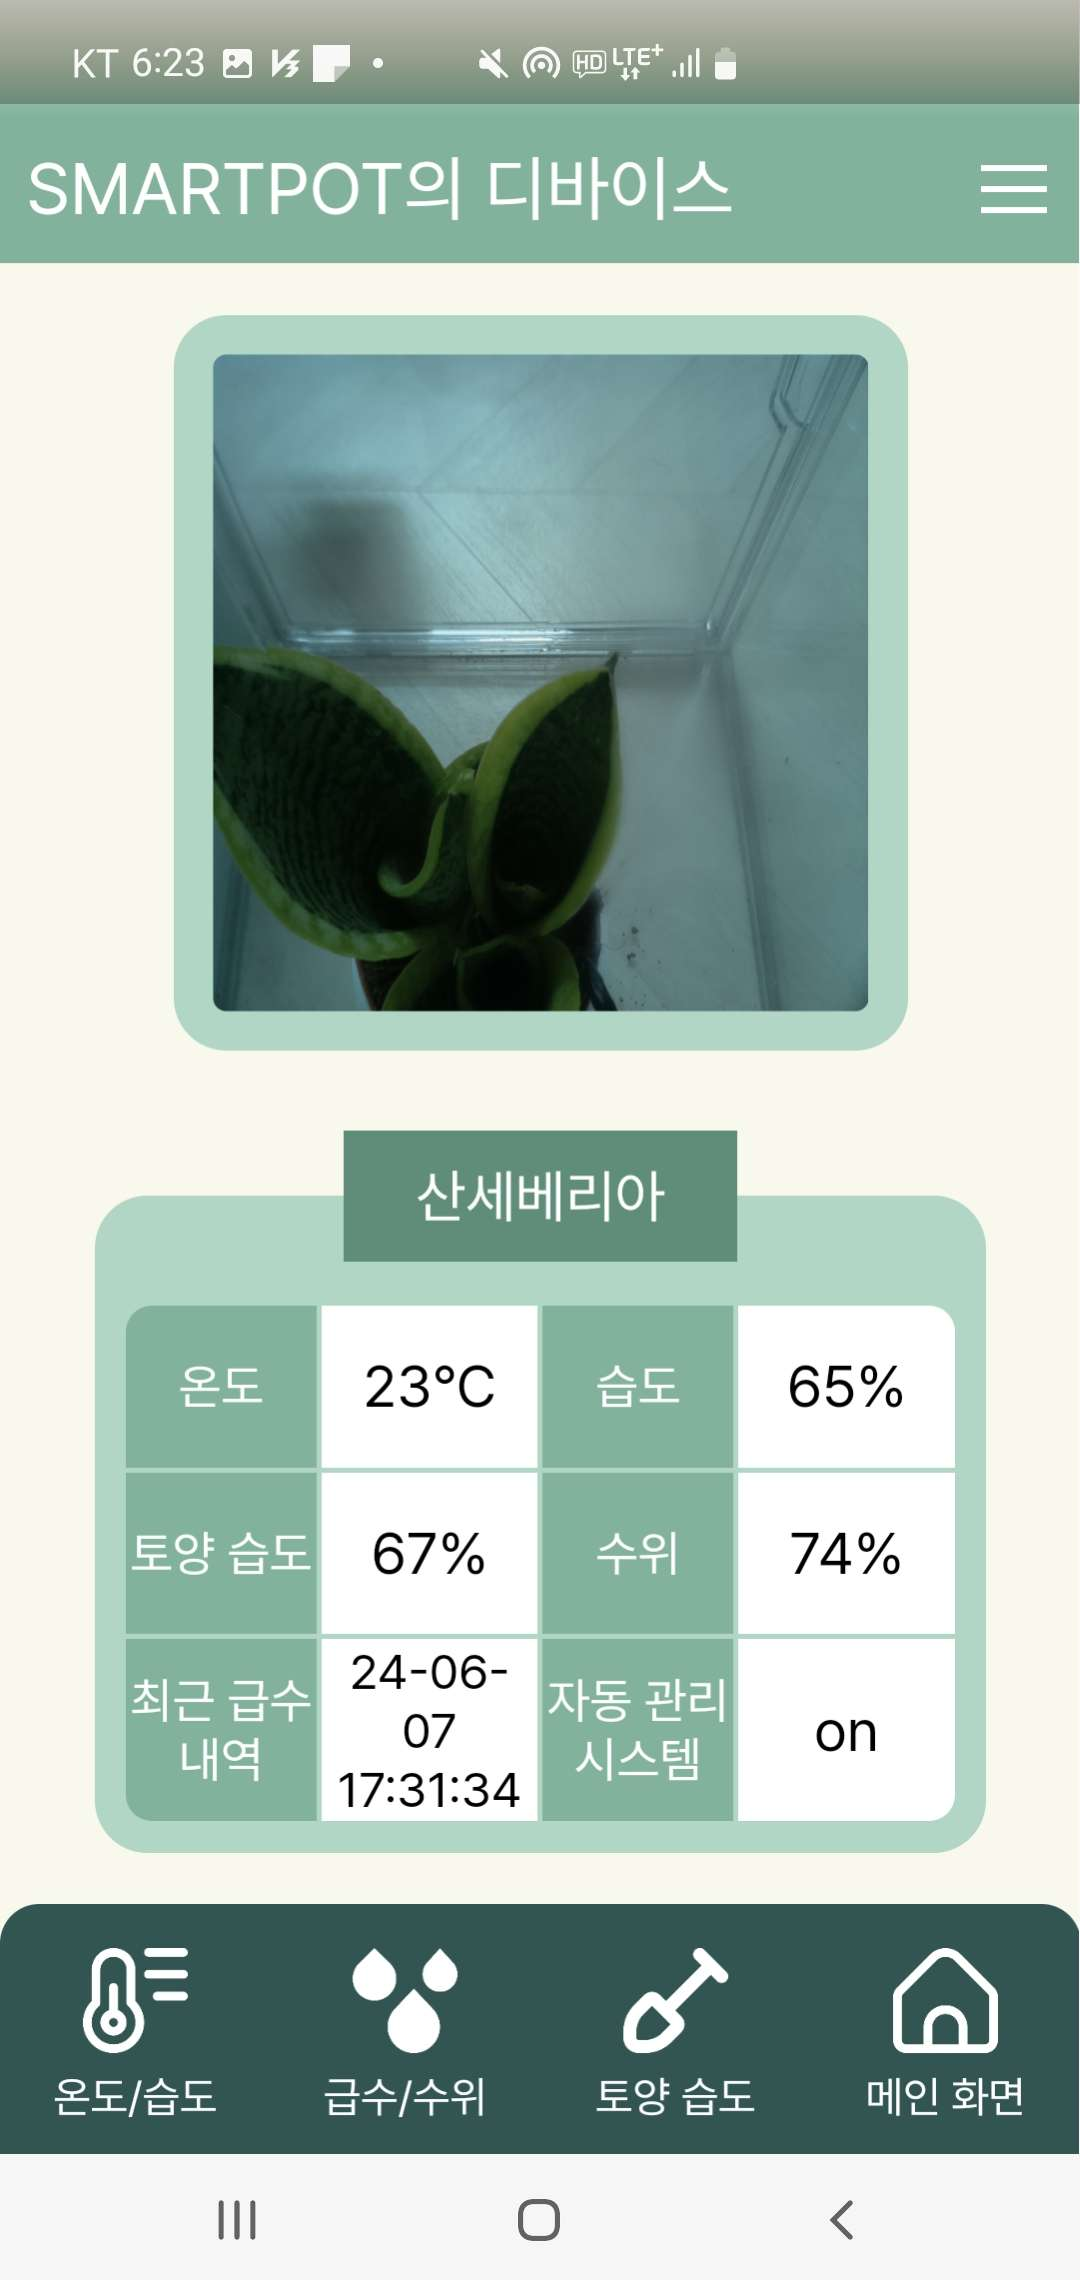 KT 6:23 HD LTE+
SMARTPOT의 디바이스
산세베리아
온도 23°C 습도 65%
토양 습도 67% 수위 74%
최근 급수 내역 24-06-07 17:31:34 자동 관리 시스템 on
온도/습도 급수/수위 토양 습도 메인 화면